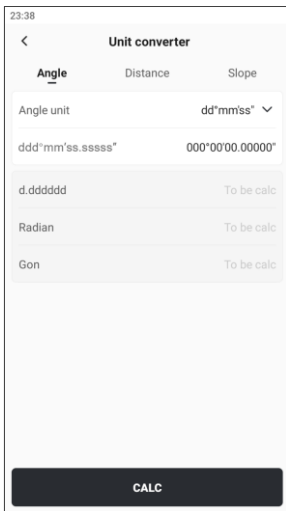 23:38
Unit converter
Angle Distance Slope
Angle unit dd°mm'ss"
ddd°mm'ss.sssss" 000°00'00.00000"
d.dddddd To be calc
Radian To be calc
Gon To be calc
CALC